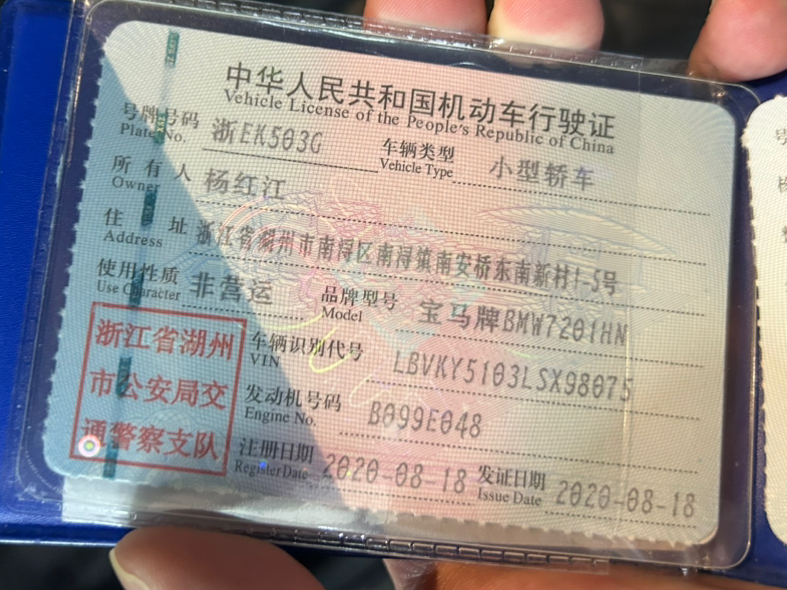 中华人民共和国机动车行驶证
Vehicle License of the People's Republic of China
号牌号码 浙EK503G 车辆类型 小型轿车
Plate No. Vehicle Type
所有人 杨红江
Owner
住址 浙江省湖州市南浔区南浔镇南安桥东南新村1-5号
Address
使用性质 非营运 品牌型号 宝马牌BMW7201HN
Use Character Model
浙江省湖州
市公安局交
通警察支队
车辆识别代号 LBVKY5103LSX98075
VIN
发动机号码 B099E048
Engine No.
注册日期 2020-08-18 发证日期 2020-08-18
Register Date Issue Date
号